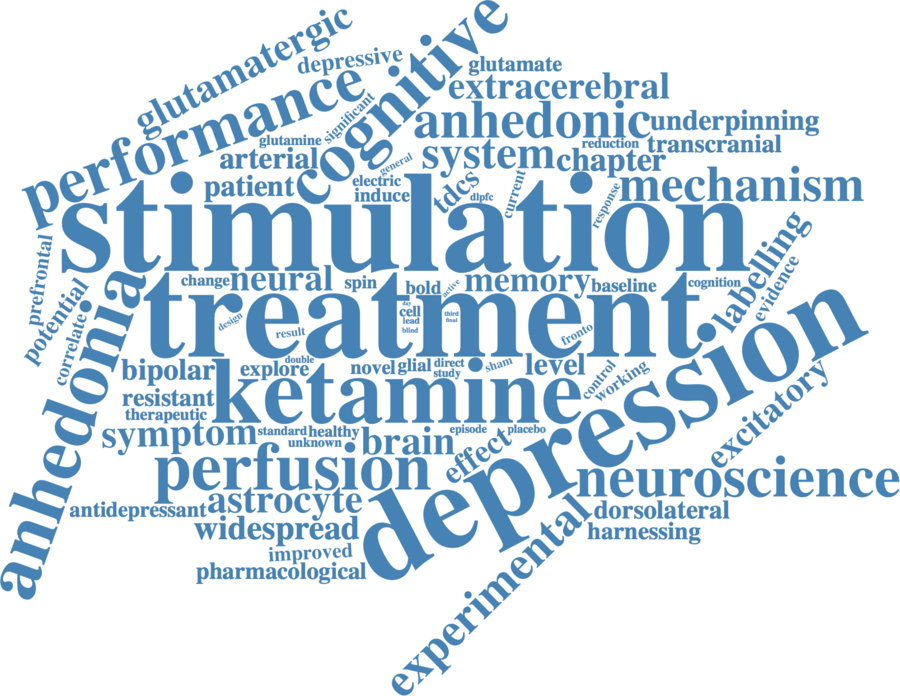 glutamatergic
depressive
cognitive
glutamate
performance
extracerebral
significant
anhedonic
underpinning
glutamine
reduction
transcranial
arterial
general
system
chapter
patient
electric
induce
tdcs
dlpfc
current
response
mechanism
stimulation
prefrontal
labelling
change
neural
spin
bold
active
memory
baseline
cognition
evidence
potential
correlate
anhedonia
treatment
day
cell
lead
blind
third
final
design
result
fronto
bipolar
explore
double
novel
glial
direct
study
sham
level
control
working
depression
resistant
therapeutic
ketamine
excitatory
symptom
standard
healthy
unknown
brain
episode
placebo
effect
perfusion
neuroscience
antidepressant
astrocyte
dorsolateral
widespread
harnessing
improved
pharmacological
experimental